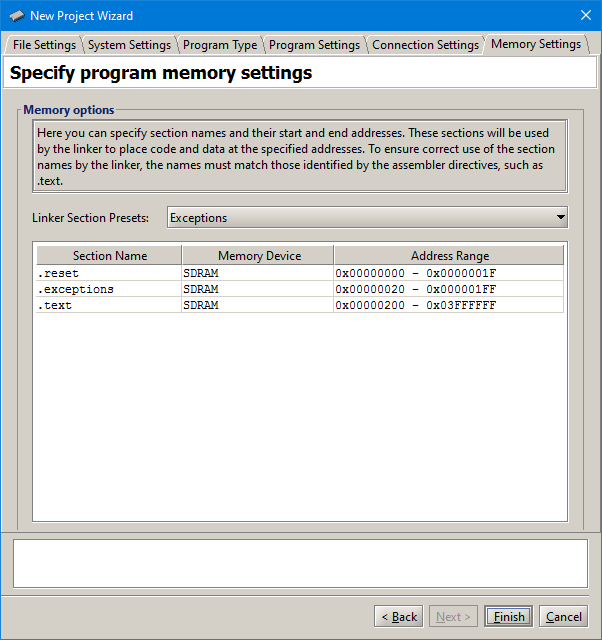 New Project Wizard
File Settings System Settings Program Type Program Settings Connection Settings Memory Settings
Specify program memory settings
Memory options
Here you can specify section names and their start and end addresses. These sections will be used
by the linker to place code and data at the specified addresses. To ensure correct use of the section
names by the linker, the names must match those identified by the assembler directives, such as
.text.
Linker Section Presets: Exceptions
Section Name Memory Device Address Range
.reset SDRAM 0x00000000 - 0x0000001F
.exceptions SDRAM 0x00000020 - 0x000001FF
.text SDRAM 0x00000200 - 0x03FFFFFF
< Back Next > Finish Cancel